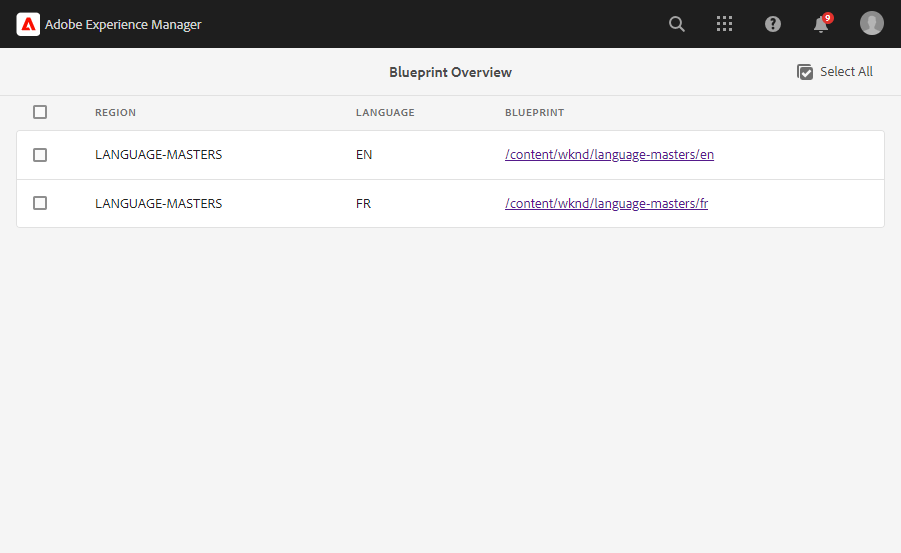 Adobe Experience Manager
9
Blueprint Overview
Select All
REGION LANGUAGE BLUEPRINT
LANGUAGE-MASTERS EN /content/wknd/language-masters/en
LANGUAGE-MASTERS FR /content/wknd/language-masters/fr